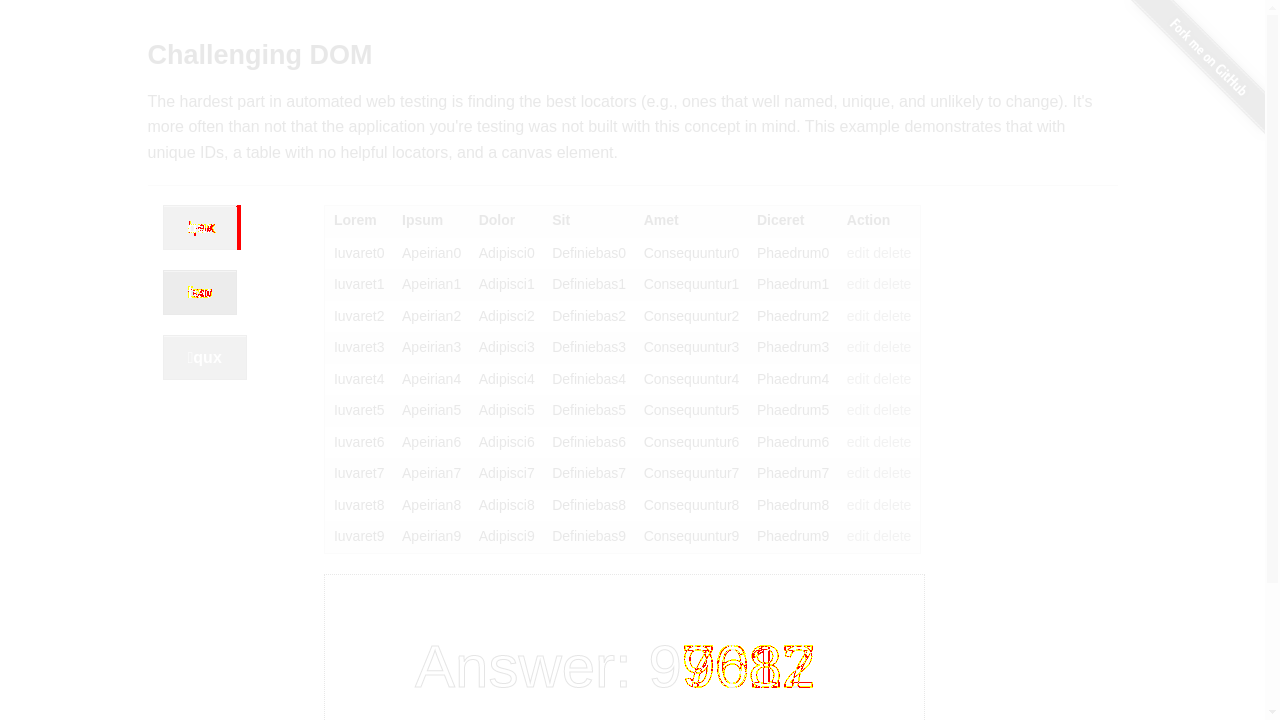 Fork me on GitHub
Challenging DOM
The hardest part in automated web testing is finding the best locators (e.g., ones that well named, unique, and unlikely to change). It's
more often than not that the application you're testing was not built with this concept in mind. This example demonstrates that with
unique IDs, a table with no helpful locators, and a canvas element.
qux
Lorem Ipsum Dolor Sit Amet Diceret Action
Iuvaret0 Apeirian0 Adipisci0 Definiebas0 Consequuntur0 Phaedrum0 edit delete
Iuvaret1 Apeirian1 Adipisci1 Definiebas1 Consequuntur1 Phaedrum1 edit delete
Iuvaret2 Apeirian2 Adipisci2 Definiebas2 Consequuntur2 Phaedrum2 edit delete
Iuvaret3 Apeirian3 Adipisci3 Definiebas3 Consequuntur3 Phaedrum3 edit delete
Iuvaret4 Apeirian4 Adipisci4 Definiebas4 Consequuntur4 Phaedrum4 edit delete
Iuvaret5 Apeirian5 Adipisci5 Definiebas5 Consequuntur5 Phaedrum5 edit delete
Iuvaret6 Apeirian6 Adipisci6 Definiebas6 Consequuntur6 Phaedrum6 edit delete
Iuvaret7 Apeirian7 Adipisci7 Definiebas7 Consequuntur7 Phaedrum7 edit delete
Iuvaret8 Apeirian8 Adipisci8 Definiebas8 Consequuntur8 Phaedrum8 edit delete
Iuvaret9 Apeirian9 Adipisci9 Definiebas9 Consequuntur9 Phaedrum9 edit delete
Answer: